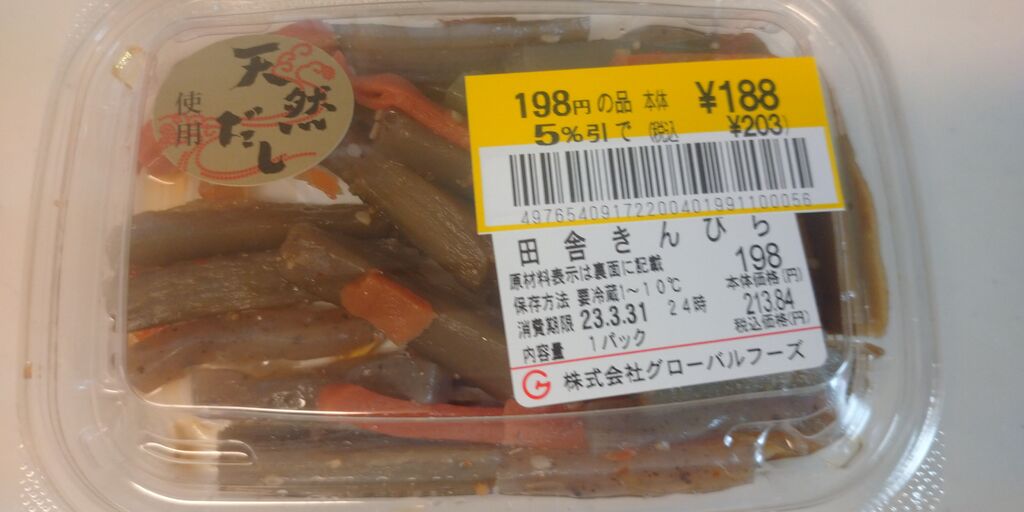 天然
だし
使用
198円の品 本体 ¥188
5%引で (税込 ¥203)
4976540917220040199110 0056
田舎きんぴら
原材料表示は裏面に記載 198
保存方法 要冷蔵1~10℃ 本体価格(円)
消費期限 23.3.31 24時 213.84
内容量 1パック 税込価格(円)
G 株式会社グローバルフーズ